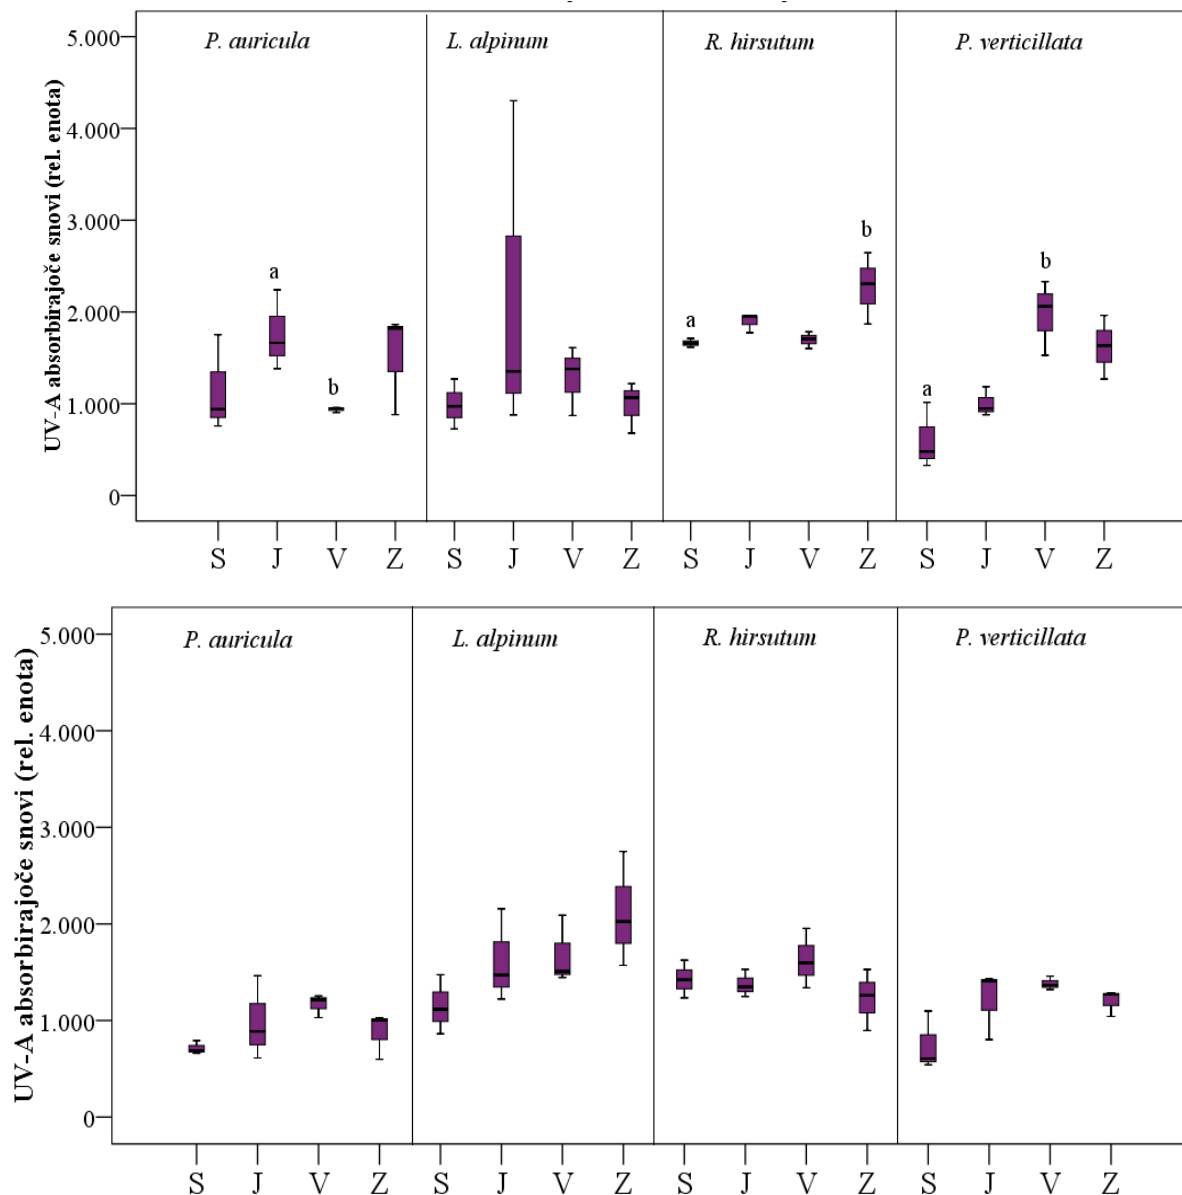 P. auricula L. alpinum R. hirsutum P. verticillata
UV-A absorbirajoče snovi (rel. enota)
5.000
4.000
3.000
2.000
1.000
0
a
b
a
b
a
b
S J V Z S J V Z S J V Z S J V Z
P. auricula L. alpinum R. hirsutum P. verticillata
UV-A absorbirajoče snovi (rel. enota)
5.000
4.000
3.000
2.000
1.000
0
S J V Z S J V Z S J V Z S J V Z